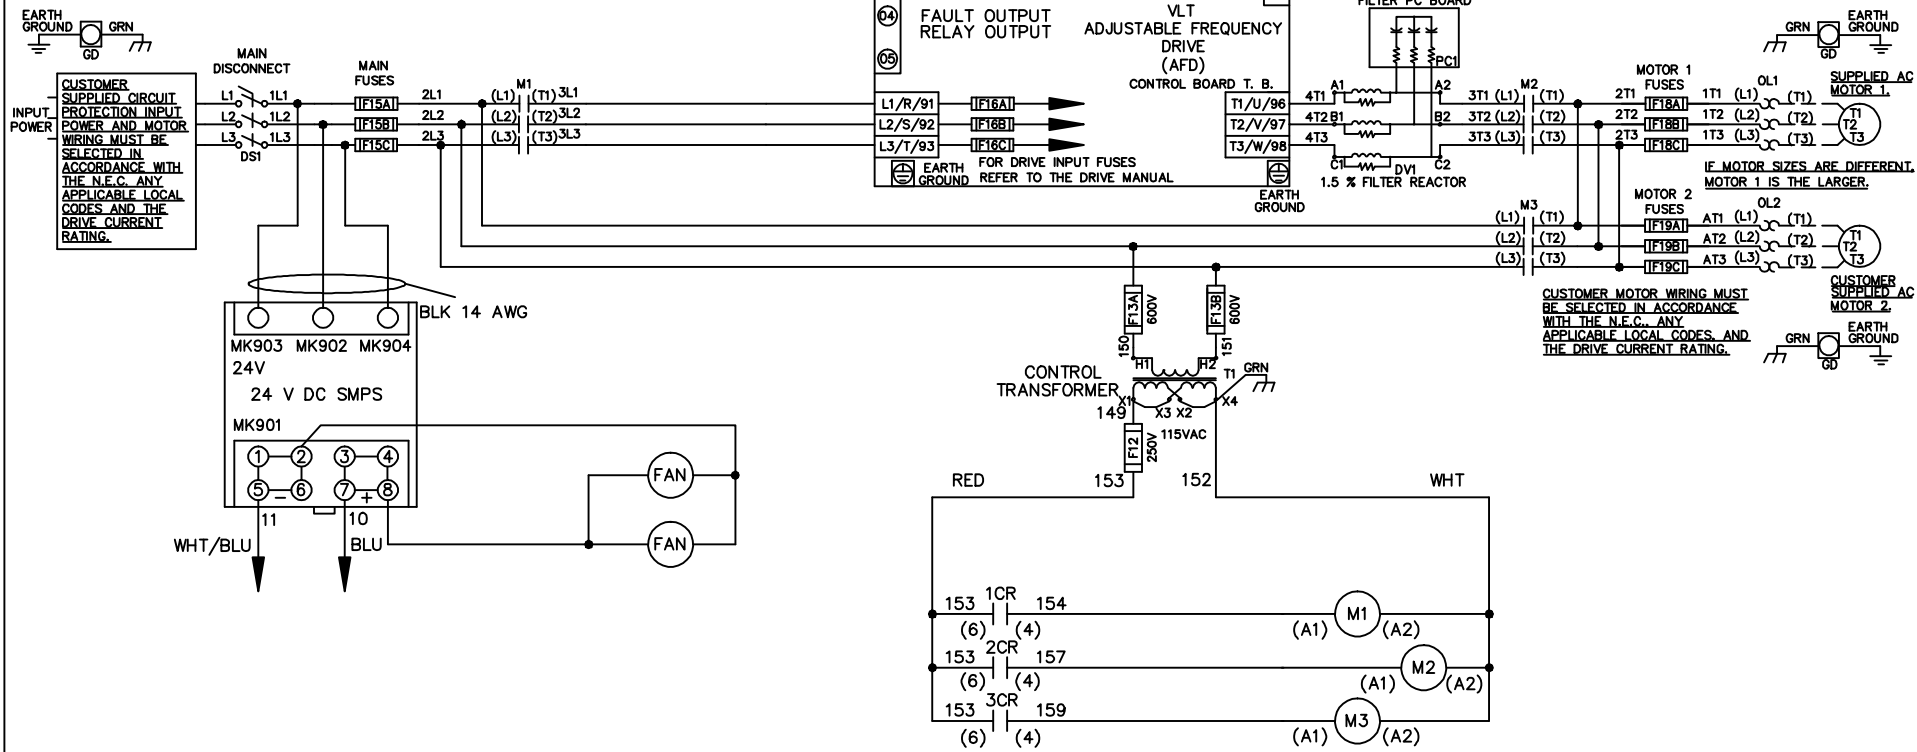 EARTH
GROUND
GRN
GD
CUSTOMER
SUPPLIED CIRCUIT
PROTECTION INPUT
POWER AND MOTOR
WIRING MUST BE
SELECTED IN
ACCORDANCE WITH
THE N.E.C. ANY
APPLICABLE LOCAL
CODES AND THE
DRIVE CURRENT
RATING.
INPUT
POWER
MAIN
DISCONNECT
L1 1L1
L2 1L2
L3 1L3
DS1
MAIN
FUSES
F15A
F15B
F15C
2L1
2L2
2L3
M1
(L1) (T1) 3L1
(L2) (T2) 3L2
(L3) (T3) 3L3
04
05
FAULT OUTPUT
RELAY OUTPUT
VLT
ADJUSTABLE FREQUENCY
DRIVE
(AFD)
CONTROL BOARD T. B.
L1/R/91
L2/S/92
L3/T/93
F16A
F16B
F16C
T1/U/96
T2/V/97
T3/W/98
EARTH
GROUND
FOR DRIVE INPUT FUSES
REFER TO THE DRIVE MANUAL
EARTH
GROUND
FILTER PC BOARD
PC1
4T1 A1 A2
4T2 B1 B2
4T3
C1 C2
DV1
1.5 % FILTER REACTOR
M2
3T1 (L1) (T1)
3T2 (L2) (T2)
3T3 (L3) (T3)
MOTOR 1
FUSES
2T1 F18A 1T1
2T2 F18B 1T2
2T3 F18C 1T3
OL1
(L1) (T1)
(L2) (T2)
(L3) (T3)
T1
T2
T3
GRN
GD
EARTH
GROUND
SUPPLIED AC
MOTOR 1.
IF MOTOR SIZES ARE DIFFERENT,
MOTOR 1 IS THE LARGER.
M3
(L1) (T1)
(L2) (T2)
(L3) (T3)
MOTOR 2
FUSES
F19A AT1
F19B AT2
F19C AT3
OL2
(L1) (T1)
(L2) (T2)
(L3) (T3)
T1
T2
T3
CUSTOMER
SUPPLIED AC
MOTOR 2.
CUSTOMER MOTOR WIRING MUST
BE SELECTED IN ACCORDANCE
WITH THE N.E.C., ANY
APPLICABLE LOCAL CODES, AND
THE DRIVE CURRENT RATING.
GRN
GD
EARTH
GROUND
BLK 14 AWG
MK903 MK902 MK904
24V
24 V DC SMPS
MK901
1 2 3 4
5 6 7 8
- +
11
10
WHT/BLU
BLU
FAN
FAN
F13A
600V
F13B
600V
150
151
H1 H2
CONTROL
TRANSFORMER
T1
GRN
X1 X3 X2 X4
149
115VAC
F12
250V
153
152
RED
WHT
153 1CR 154
(6) (4)
M1
(A1) (A2)
153 2CR 157
(6) (4)
M2
(A1) (A2)
153 3CR 159
(6) (4)
M3
(A1) (A2)